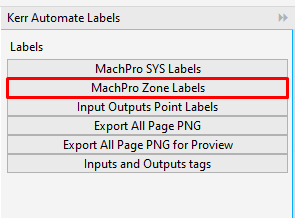 Kerr Automate Labels
Labels
MachPro SYS Labels
MachPro Zone Labels
Input Outputs Point Labels
Export All Page PNG
Export All Page PNG for Preview
Inputs and Outputs tags